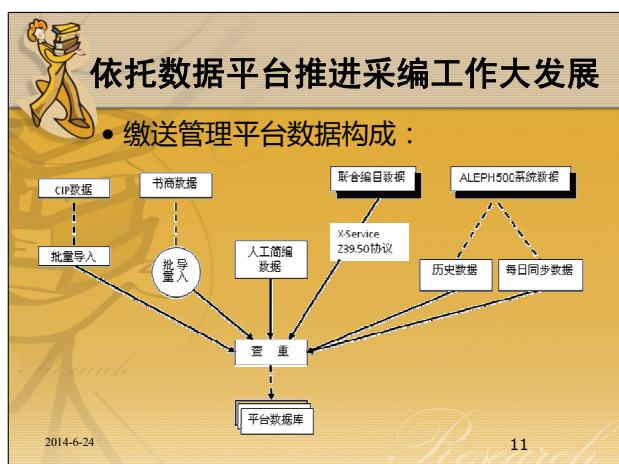 依托数据平台推进采编工作大发展
• 缴送管理平台数据构成：
CIP数据
书商数据
联合编目数据
ALEPH500系统数据
X-Service
Z39.50协议
批量导入
批导
量入
人工简编
数据
历史数据
每日同步数据
查 重
平台数据库
Research
2014-6-24
Research
11